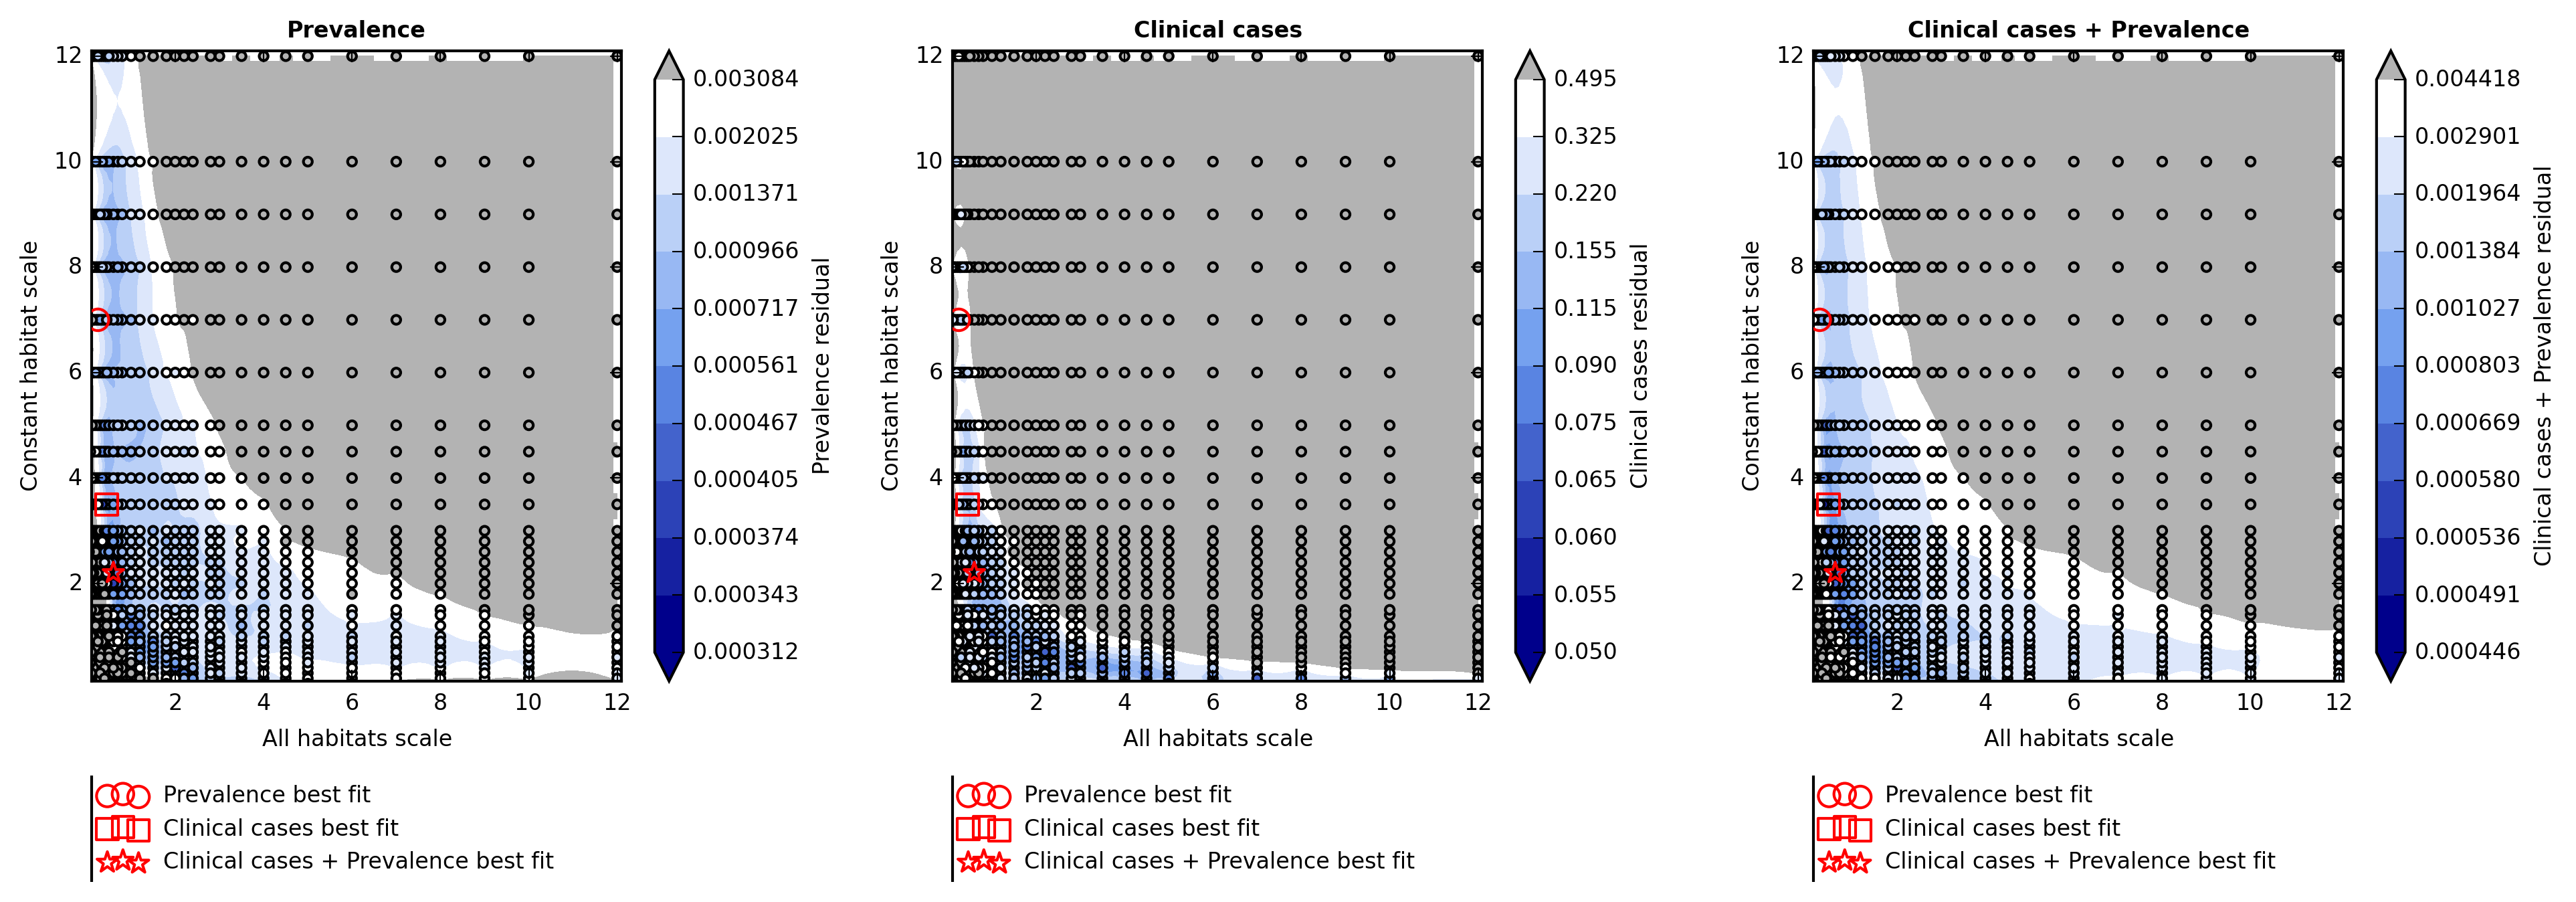 Prevalence
Clinical cases
Clinical cases + Prevalence
Constant habitat scale
12
10
8
6
4
2
2 4 6 8 10 12
All habitats scale
0.003084
0.002025
0.001371
0.000966
0.000717
0.000561
0.000467
0.000405
0.000374
0.000343
0.000312
Prevalence residual
Prevalence best fit
Clinical cases best fit
Clinical cases + Prevalence best fit
Constant habitat scale
12
10
8
6
4
2
2 4 6 8 10 12
All habitats scale
0.495
0.325
0.220
0.155
0.115
0.090
0.075
0.065
0.060
0.055
0.050
Clinical cases residual
Prevalence best fit
Clinical cases best fit
Clinical cases + Prevalence best fit
Constant habitat scale
12
10
8
6
4
2
2 4 6 8 10 12
All habitats scale
0.004418
0.002901
0.001964
0.001384
0.001027
0.000803
0.000669
0.000580
0.000536
0.000491
0.000446
Clinical cases + Prevalence residual
Prevalence best fit
Clinical cases best fit
Clinical cases + Prevalence best fit